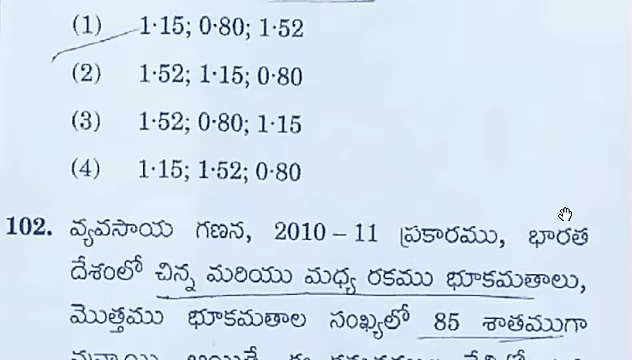 (1) 1·15; 0·80; 1·52
(2) 1·52; 1·15; 0·80
(3) 1·52; 0·80; 1·15
(4) 1·15; 1·52; 0·80
102. వ్యవసాయ గణన, 2010 – 11 ప్రకారము, భారత
దేశంలో చిన్న మరియు మధ్య రకము భూకమతాలు,
మొత్తము భూకమతాల సంఖ్యలో 85 శాతముగా